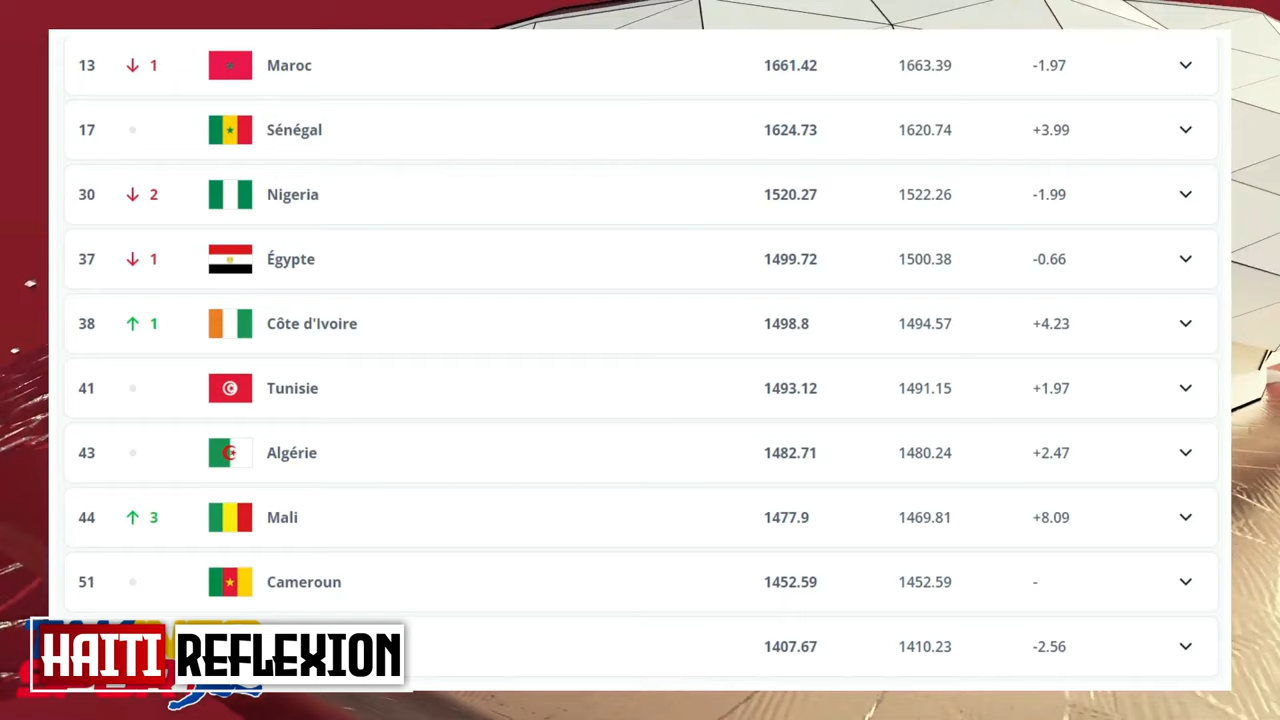 13 ↓ 1 Maroc 1661.42 1663.39 -1.97
17 Sénégal 1624.73 1620.74 +3.99
30 ↓ 2 Nigeria 1520.27 1522.26 -1.99
37 ↓ 1 Égypte 1499.72 1500.38 -0.66
38 ↑ 1 Côte d'Ivoire 1498.8 1494.57 +4.23
41 Tunisie 1493.12 1491.15 +1.97
43 Algérie 1482.71 1480.24 +2.47
44 ↑ 3 Mali 1477.9 1469.81 +8.09
51 Cameroun 1452.59 1452.59 -
1407.67 1410.23 -2.56
HAITI REFLEXION